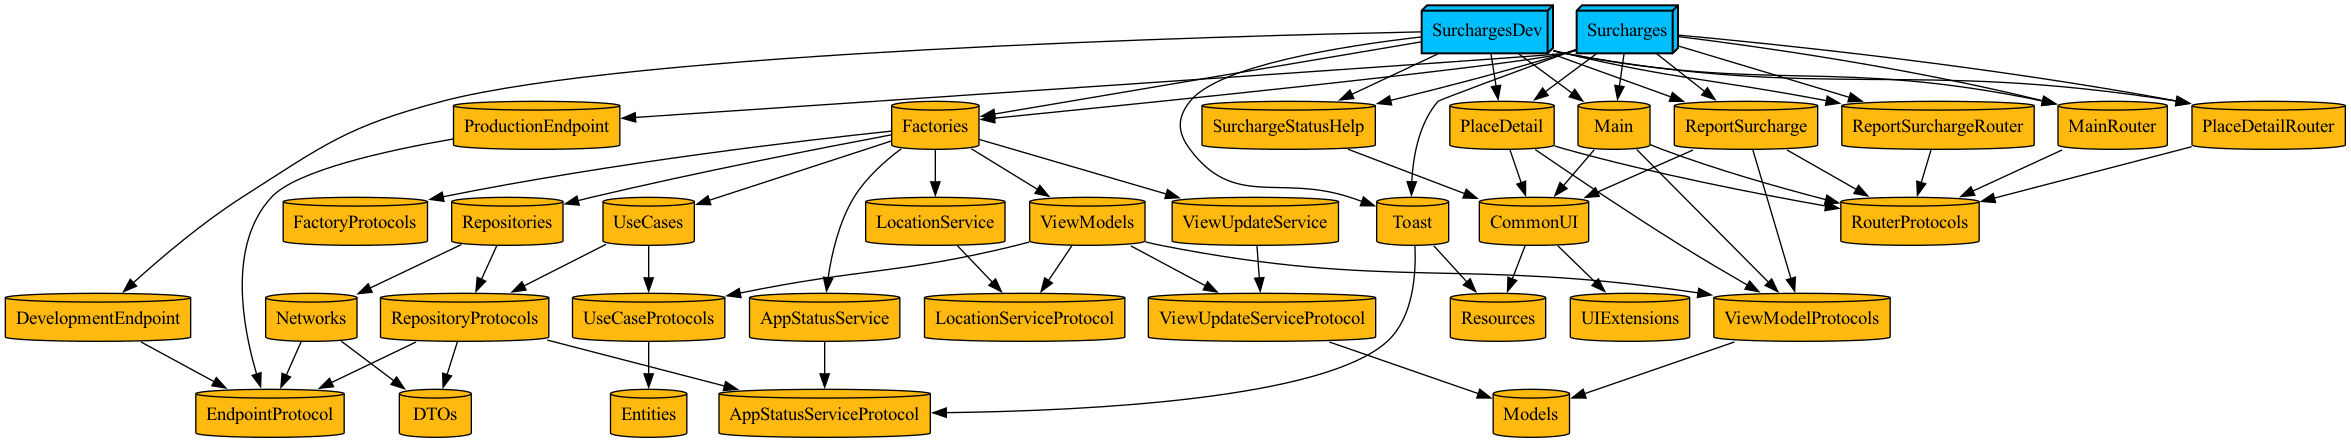 SurchargesDev
Surcharges
ProductionEndpoint
Factories
SurchargeStatusHelp
PlaceDetail
Main
ReportSurcharge
ReportSurchargeRouter
MainRouter
PlaceDetailRouter
FactoryProtocols
Repositories
UseCases
LocationService
ViewModels
ViewUpdateService
Toast
CommonUI
RouterProtocols
DevelopmentEndpoint
Networks
RepositoryProtocols
UseCaseProtocols
AppStatusService
LocationServiceProtocol
ViewUpdateServiceProtocol
Resources
UIExtensions
ViewModelProtocols
EndpointProtocol
DTOs
Entities
AppStatusServiceProtocol
Models